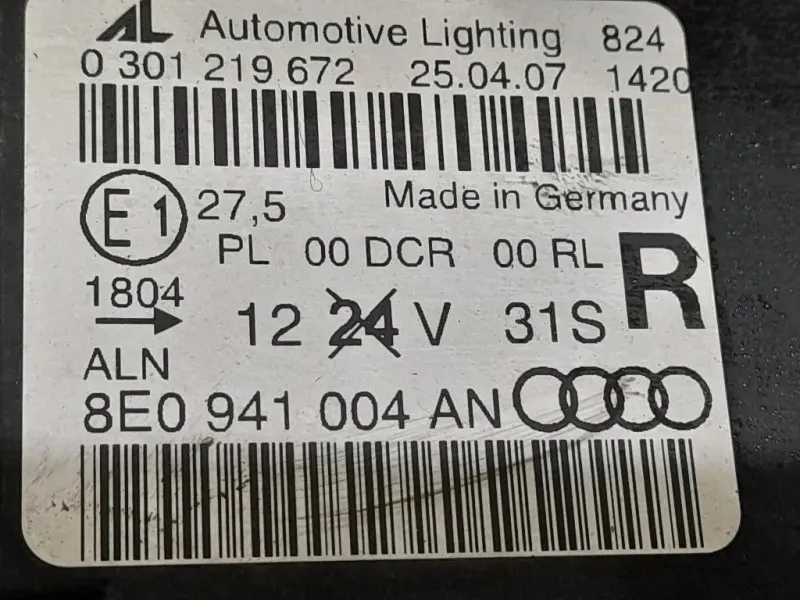 AL Automotive Lighting 824
0 301 219 672 25.04.07 1420
E1 27,5 Made in Germany
PL 00 DCR 00 RL R
1804
12 24 V 31S
ALN
8E0 941 004 AN